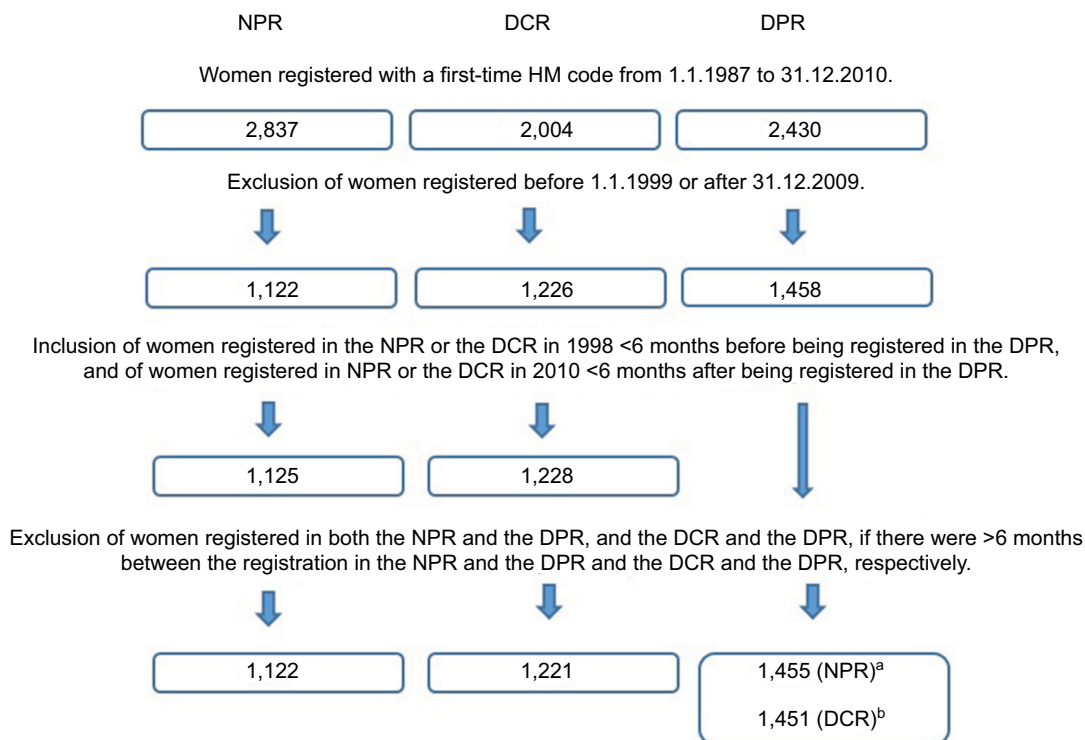 NPR DCR DPR
Women registered with a first-time HM code from 1.1.1987 to 31.12.2010.
2,837 2,004 2,430
Exclusion of women registered before 1.1.1999 or after 31.12.2009.
1,122 1,226 1,458
Inclusion of women registered in the NPR or the DCR in 1998 <6 months before being registered in the DPR,
and of women registered in NPR or the DCR in 2010 <6 months after being registered in the DPR.
1,125 1,228
Exclusion of women registered in both the NPR and the DPR, and the DCR and the DPR, if there were >6 months
between the registration in the NPR and the DPR and the DCR and the DPR, respectively.
1,122 1,221 1,455 (NPR)ᵃ
1,451 (DCR)ᵇ